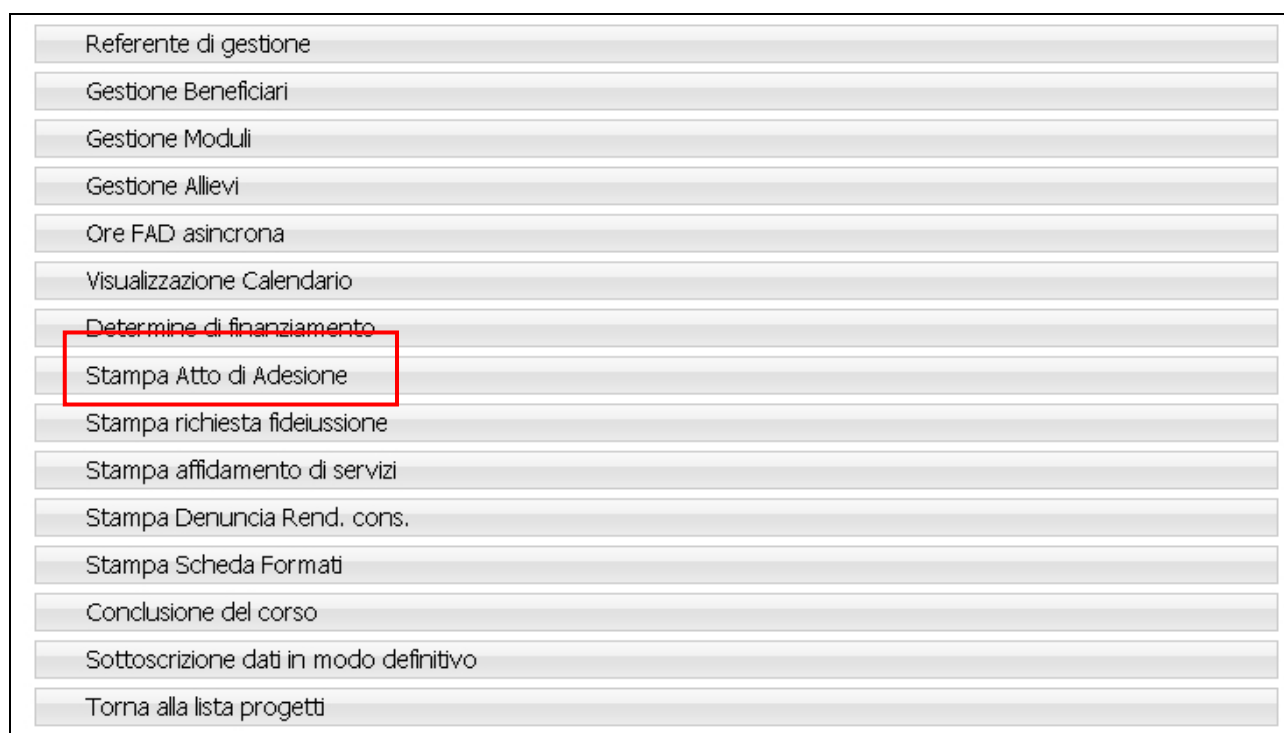 Referente di gestione
Gestione Beneficiari
Gestione Moduli
Gestione Allievi
Ore FAD asincrona
Visualizzazione Calendario
Determine di finanziamento
Stampa Atto di Adesione
Stampa richiesta fideiussione
Stampa affidamento di servizi
Stampa Denuncia Rend. cons.
Stampa Scheda Formati
Conclusione del corso
Sottoscrizione dati in modo definitivo
Torna alla lista progetti